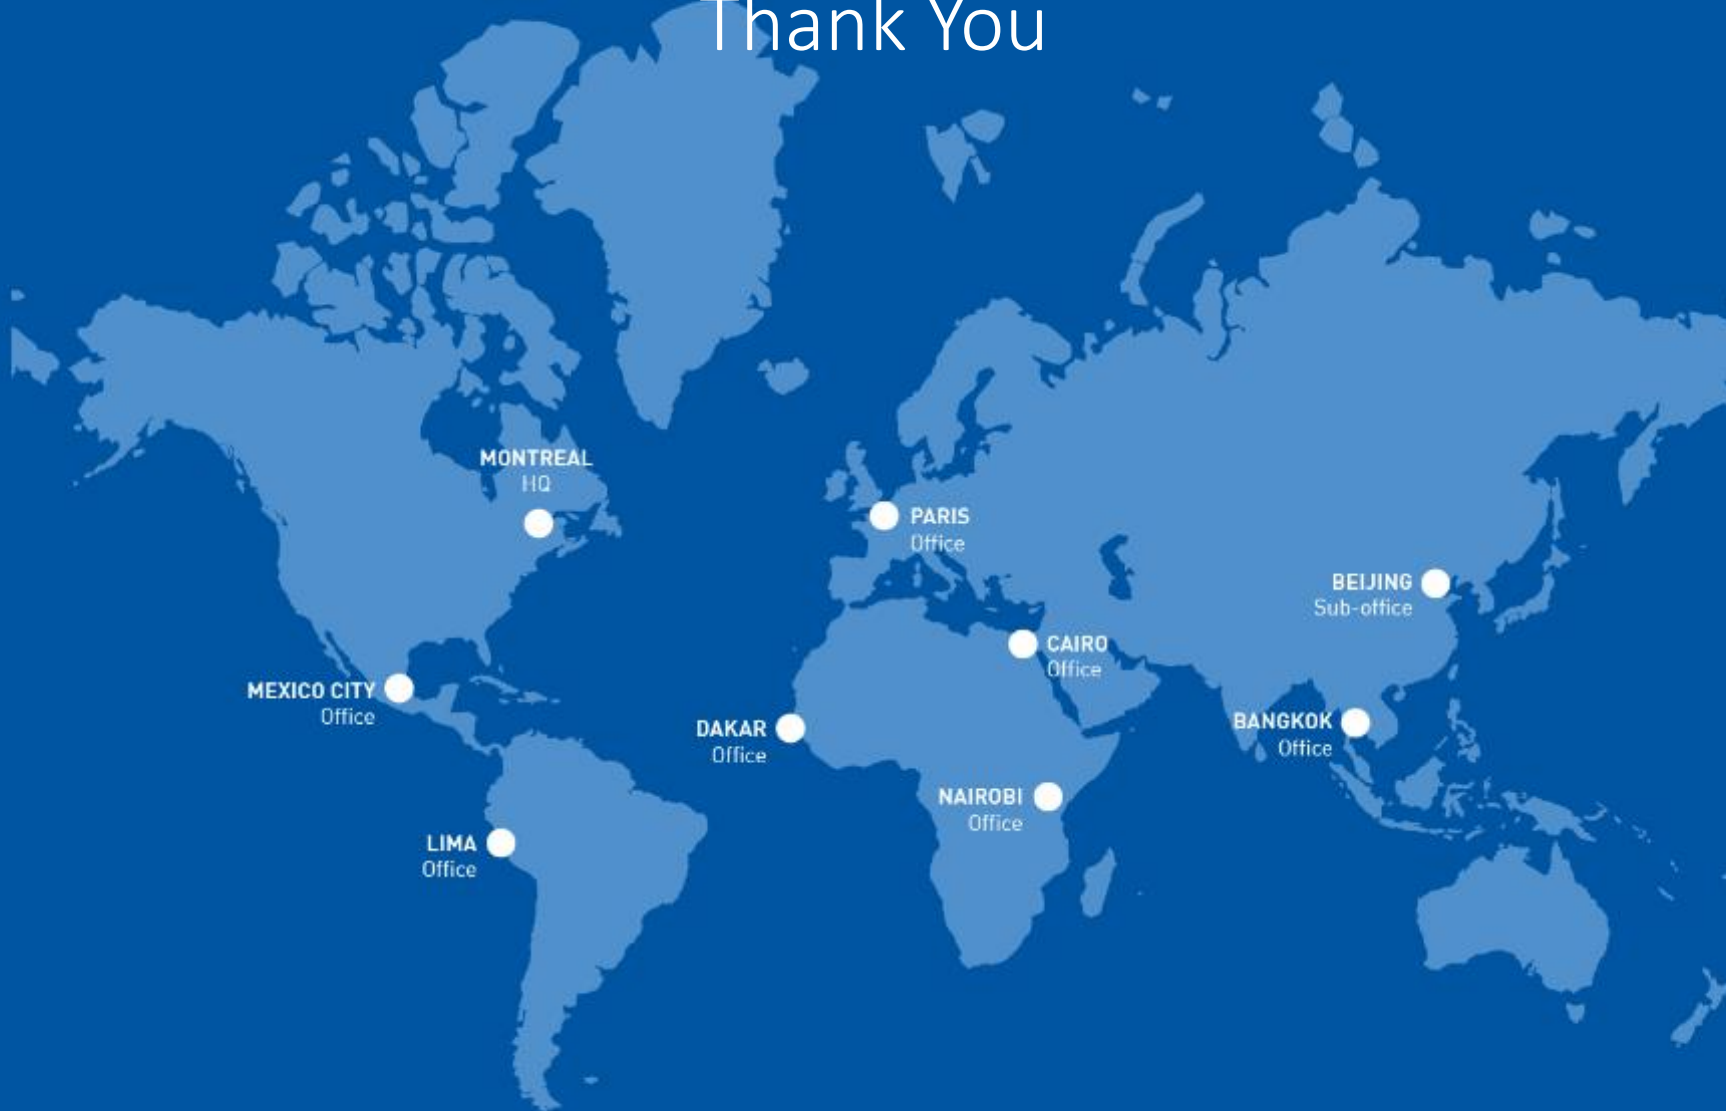 Thank You
MONTREAL
HQ
PARIS
Office
BEIJING
Sub-office
CAIRO
Office
MEXICO CITY
Office
DAKAR
Office
BANGKOK
Office
NAIROBI
Office
LIMA
Office